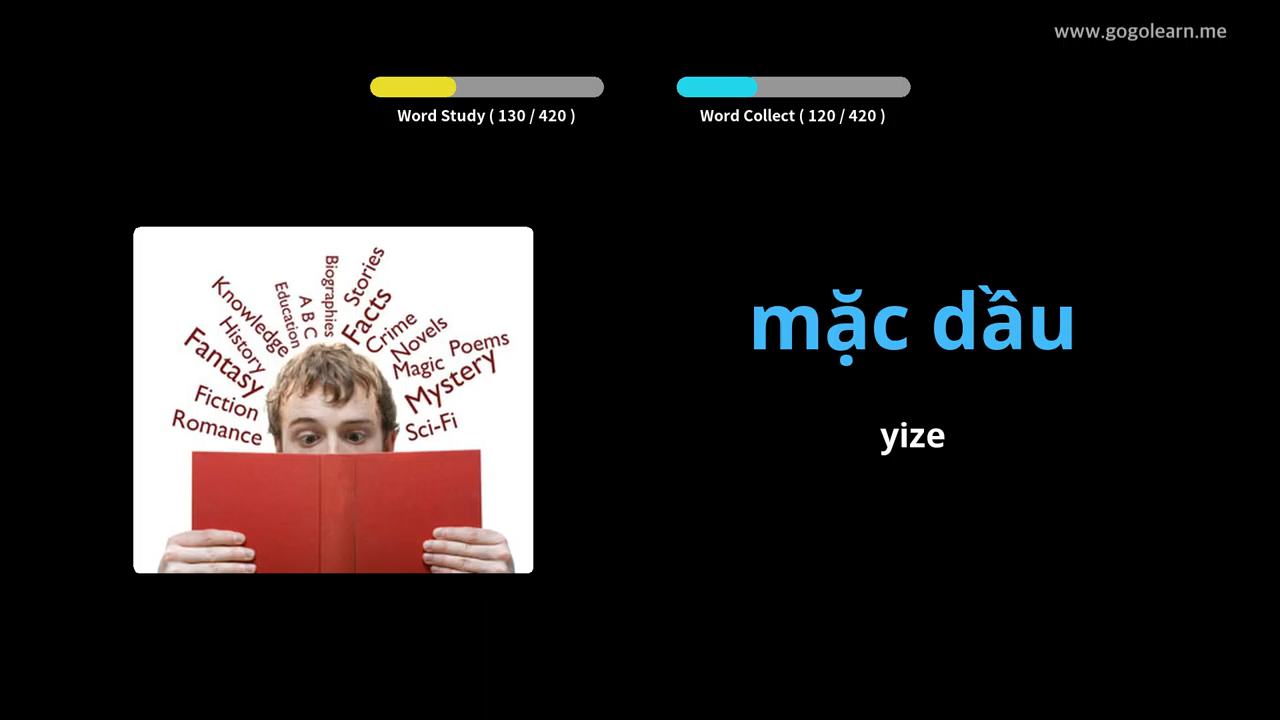 www.gogolearn.me
Word Study ( 130 / 420 )
Word Collect ( 120 / 420 )
Knowledge
Education
A B C
Biographies
Stories
Facts
Crime
Novels
Poems
Magic
Mystery
Sci-Fi
History
Fantasy
Fiction
Romance
mặc dầu
yize